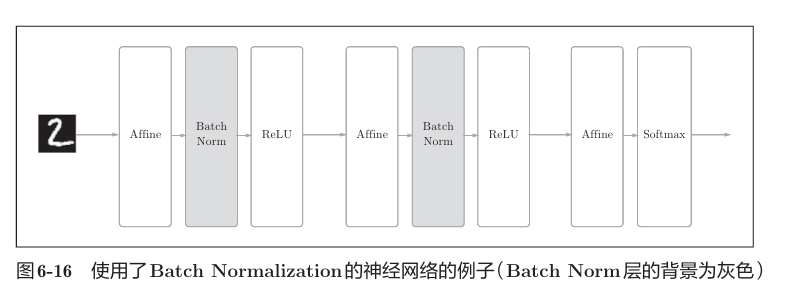 2
Affine
Batch
Norm
ReLU
Affine
Batch
Norm
ReLU
Affine
Softmax
图6-16 使用了Batch Normalization的神经网络的例子（Batch Norm层的背景为灰色）